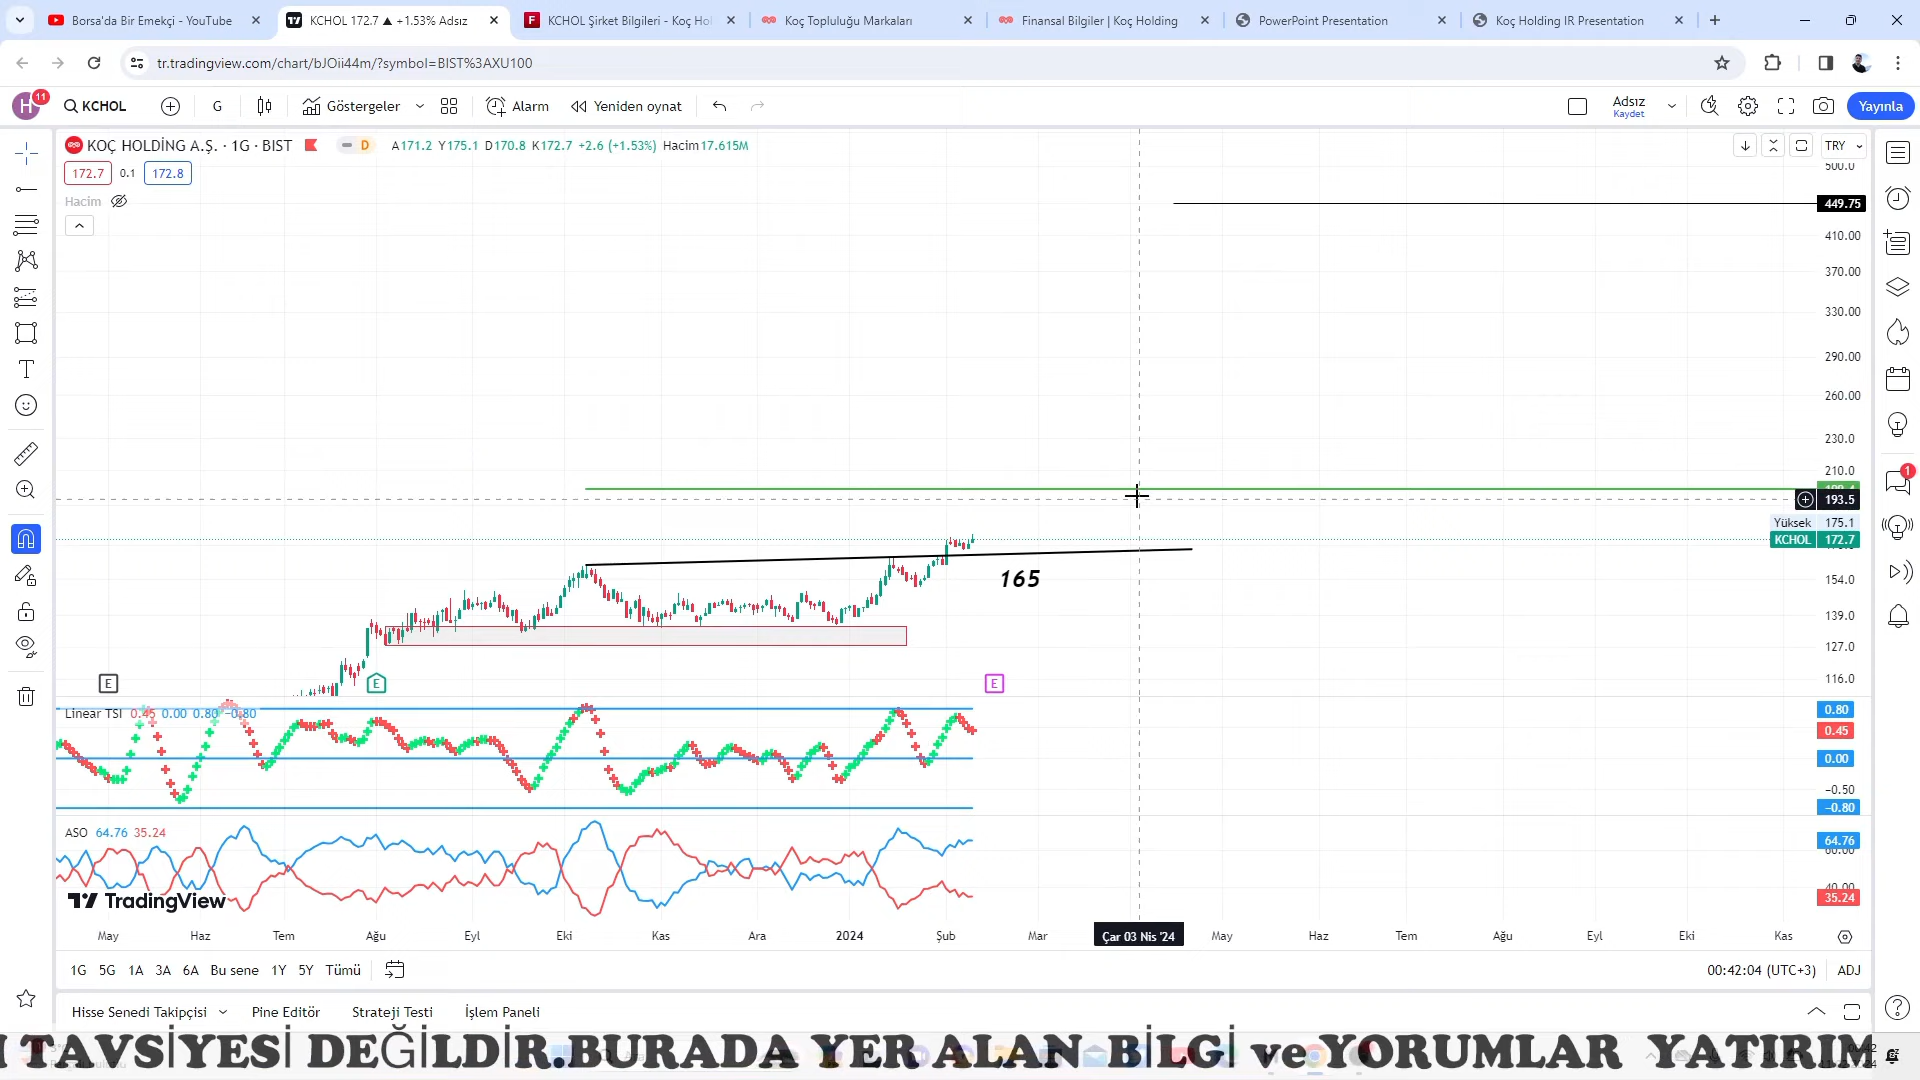 Borsa'da Bir Emekçi - YouTube
KCHOL 172.7 ▲ +1.53% Adsız
KCHOL Şirket Bilgileri - Koç Hol
Koç Topluluğu Markaları
Finansal Bilgiler | Koç Holding
PowerPoint Presentation
Koç Holding IR Presentation
tr.tradingview.com/chart/bJOii44m/?symbol=BIST%3AXU100
H 11
KCHOL
G
Göstergeler
Alarm
Yeniden oynat
Adsız
Kaydet
Yayınla
KOÇ HOLDİNG A.Ş. · 1G · BIST
D
A171.2 Y175.1 D170.8 K172.7 +2.6 (+1.53%) Hacim17.615M
TRY
172.7 0.1 172.8
Hacim
500.0
449.75
410.00
370.00
330.00
290.00
260.00
230.0
210.0
193.5
Yüksek 175.1
KCHOL 172.7
165
154.0
139.0
127.0
116.0
E
E
E
Linear TSI 0.45 0.00 0.80 −0.80
0.80
0.45
0.00
−0.50
−0.80
ASO 64.76 35.24
64.76
60.00
40.00
35.24
TradingView
May Haz Tem Ağu Eyl Eki Kas Ara 2024 Şub Mar Çar 03 Nis '24 May Haz Tem Ağu Eyl Eki Kas
1G 5G 1A 3A 6A Bu sene 1Y 5Y Tümü
00:42:04 (UTC+3) ADJ
Hisse Senedi Takipçisi Pine Editör Strateji Testi İşlem Paneli
1
TAVSİYESİ DEĞİLDİR.BURADA YER ALAN BİLGİ ve YORUMLAR YATIRIM